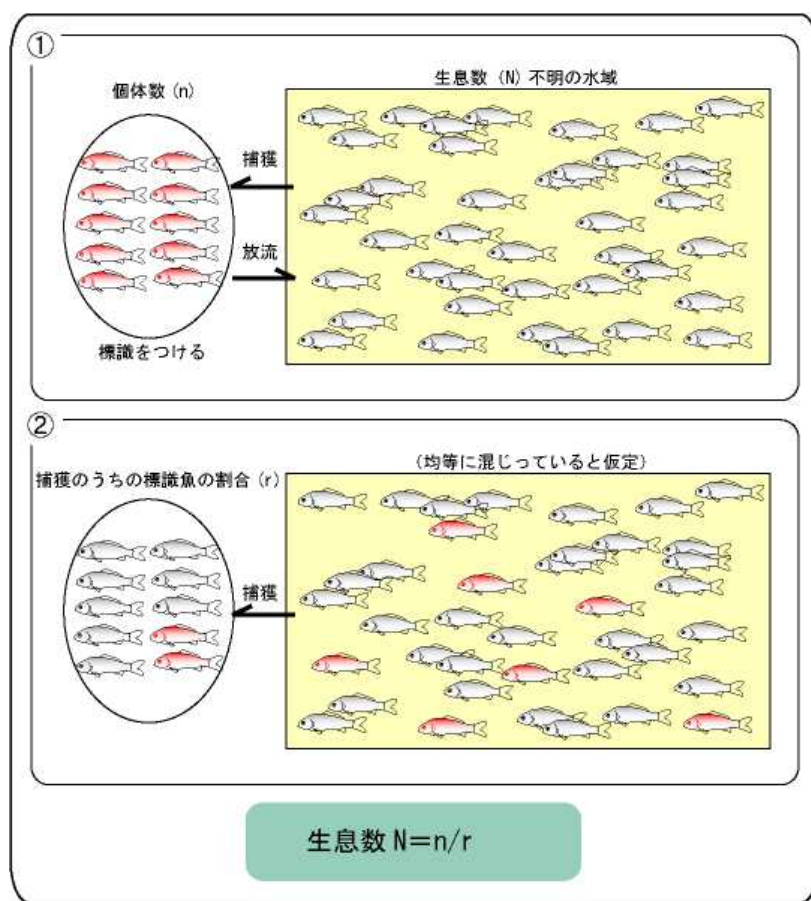 ①
生息数 (N) 不明の水域
個体数 (n)
捕獲
放流
標識をつける
②
(均等に混じっていると仮定)
捕獲のうちの標識魚の割合 (r)
捕獲
生息数 N=n/r